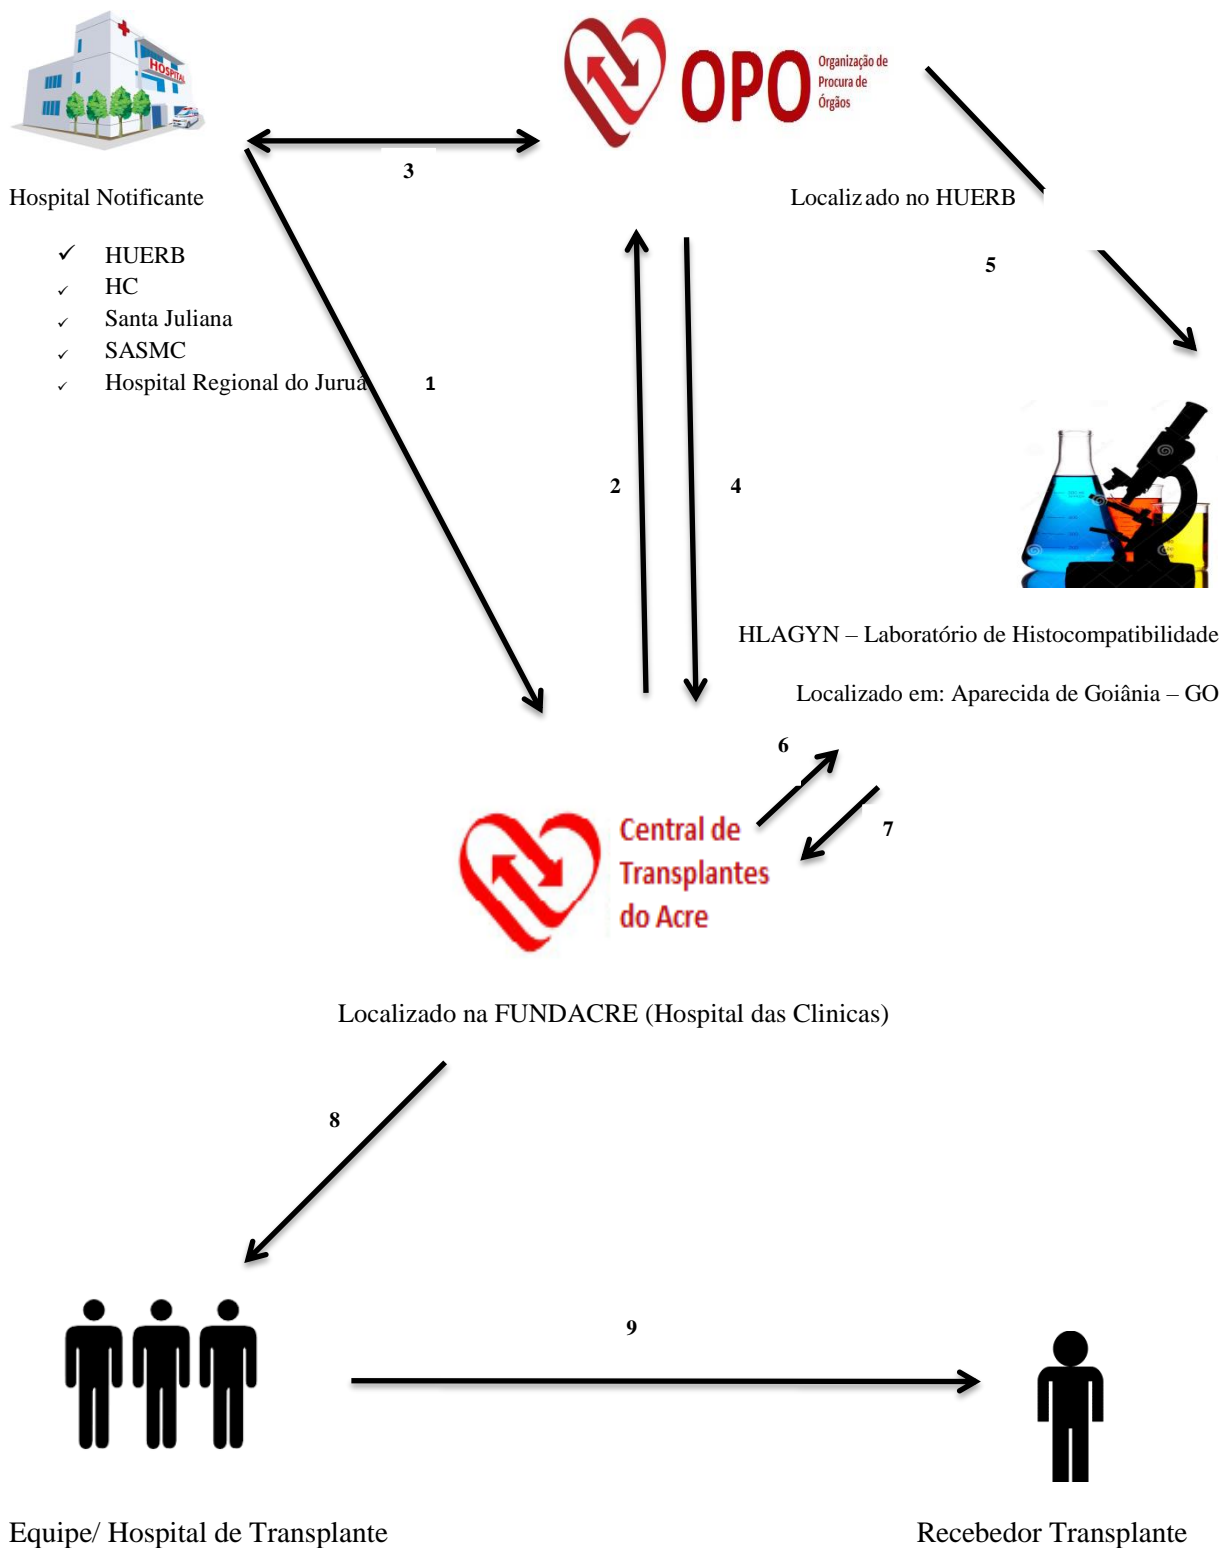 HOSPITAL
OPO
Organização de
Procura de
Órgãos
3
Hospital Notificante
Localizado no HUERB
✓ HUERB
✓ HC
✓ Santa Juliana
✓ SASMC
✓ Hospital Regional do Juruá
5
1
2
4
HLAGYN – Laboratório de Histocompatibilidade
Localizado em: Aparecida de Goiânia – GO
6
7
Central de
Transplantes
do Acre
Localizado na FUNDACRE (Hospital das Clinicas)
8
9
Equipe/ Hospital de Transplante
Recebedor Transplante